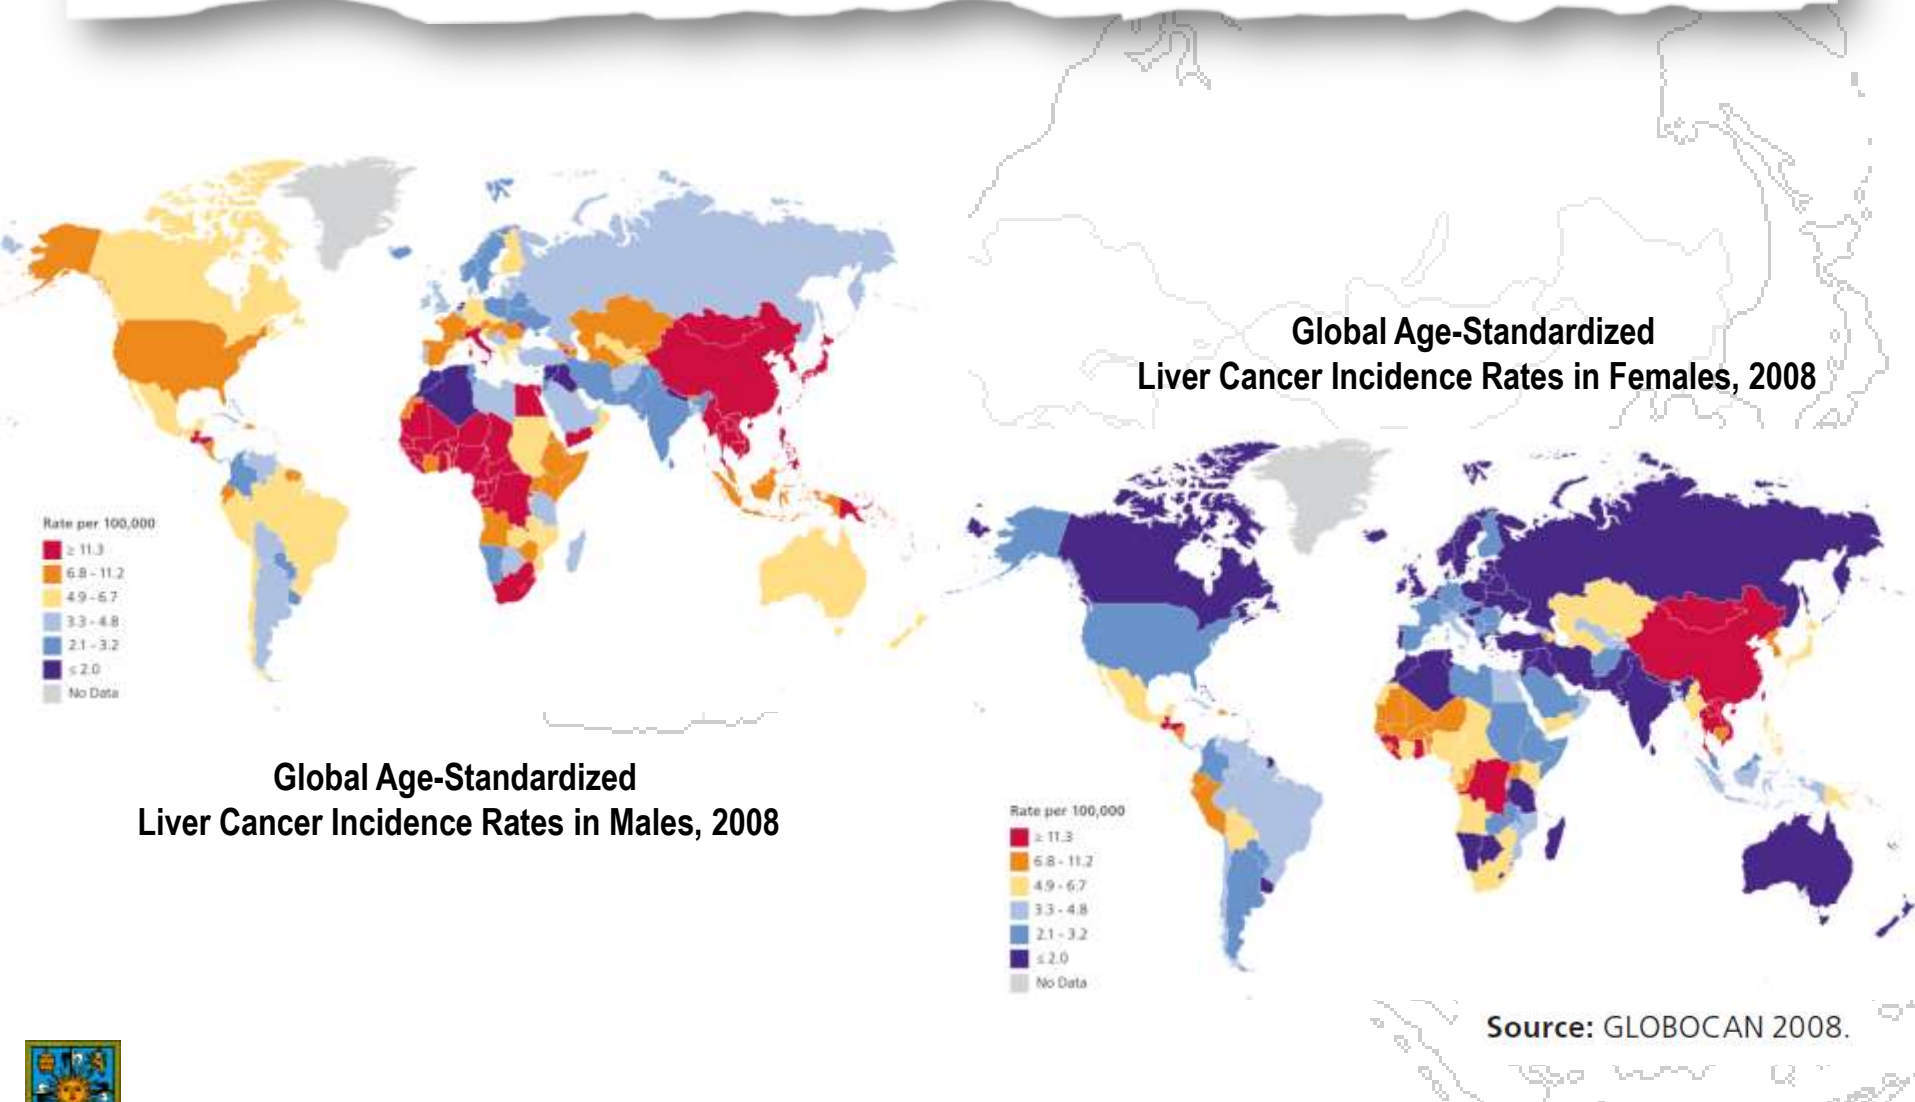 Rate per 100,000
≥ 11.3
6.8 - 11.2
4.9 - 6.7
3.3 - 4.8
2.1 - 3.2
≤ 2.0
No Data
Global Age-Standardized
Liver Cancer Incidence Rates in Males, 2008
Global Age-Standardized
Liver Cancer Incidence Rates in Females, 2008
Rate per 100,000
≥ 11.3
6.8 - 11.2
4.9 - 6.7
3.3 - 4.8
2.1 - 3.2
≤ 2.0
No Data
Source: GLOBOCAN 2008.